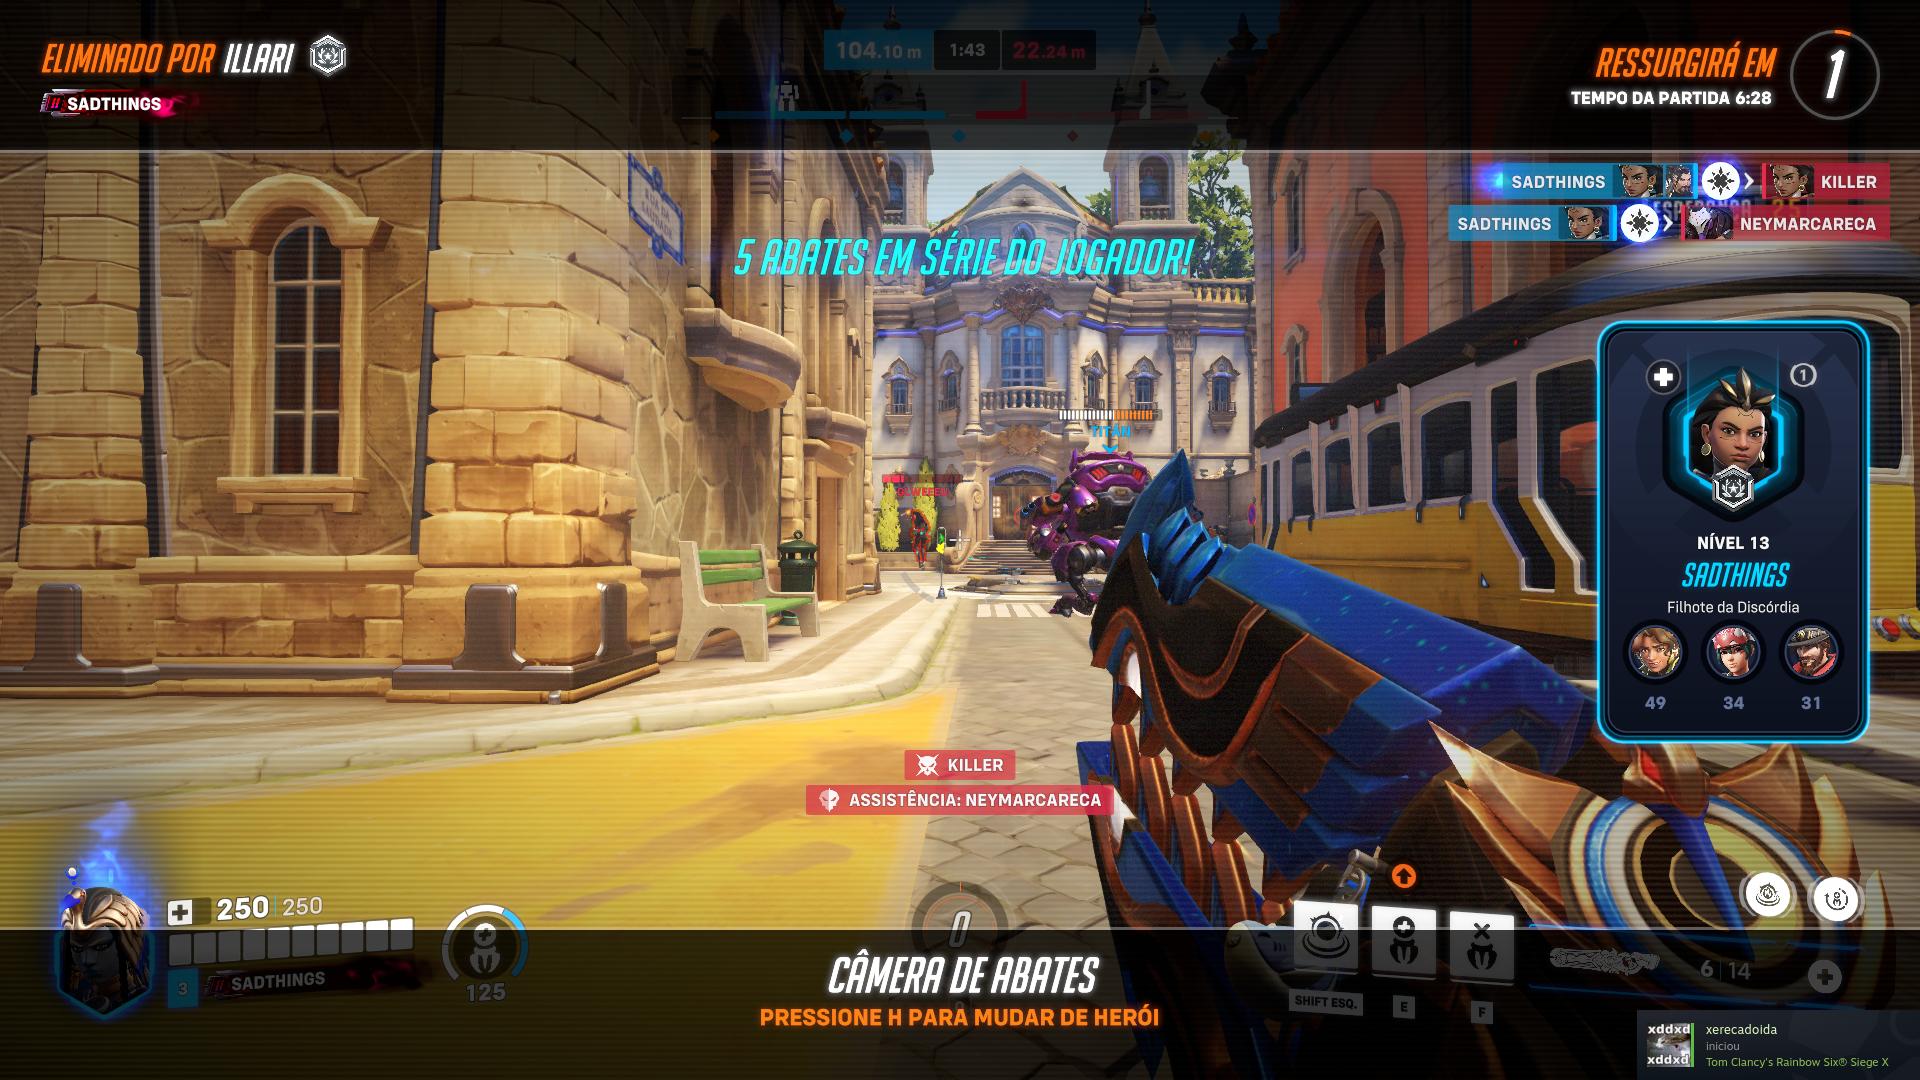 ELIMINADO POR ILLARI
SADTHINGS
104.10 m
1:43
22.24 m
RESSURGIRÁ EM
1
TEMPO DA PARTIDA 6:28
SADTHINGS
KILLER
SADTHINGS
NEYMARCARECA
5 ABATES EM SÉRIE DO JOGADOR!
TITÁN
1
NÍVEL 13
SADTHINGS
Filhote da Discórdia
49
34
31
KILLER
ASSISTÊNCIA: NEYMARCARECA
250 | 250
3
SADTHINGS
125
0
CÂMERA DE ABATES
PRESSIONE H PARA MUDAR DE HERÓI
SHIFT ESQ.
E
F
6 | 14
xddxd
xddxd
xerecadoida
iniciou
Tom Clancy's Rainbow Six® Siege X